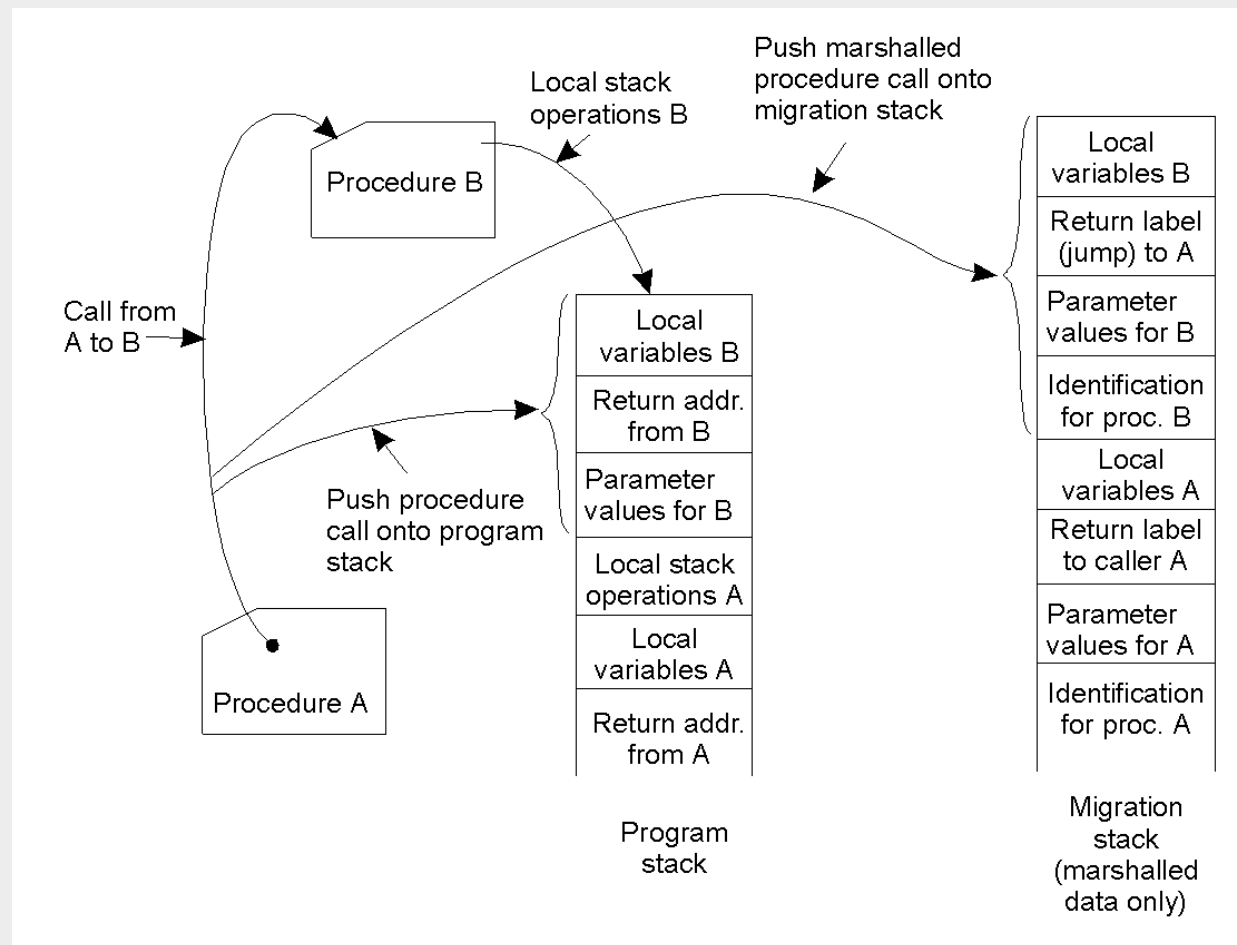 Push marshalled
procedure call onto
migration stack
Local stack
operations B
Procedure B
Call from
A to B
Push procedure
call onto program
stack
Procedure A
Local
variables B
Return addr.
from B
Parameter
values for B
Local stack
operations A
Local
variables A
Return addr.
from A
Program
stack
Local
variables B
Return label
(jump) to A
Parameter
values for B
Identification
for proc. B
Local
variables A
Return label
to caller A
Parameter
values for A
Identification
for proc. A
Migration
stack
(marshalled
data only)